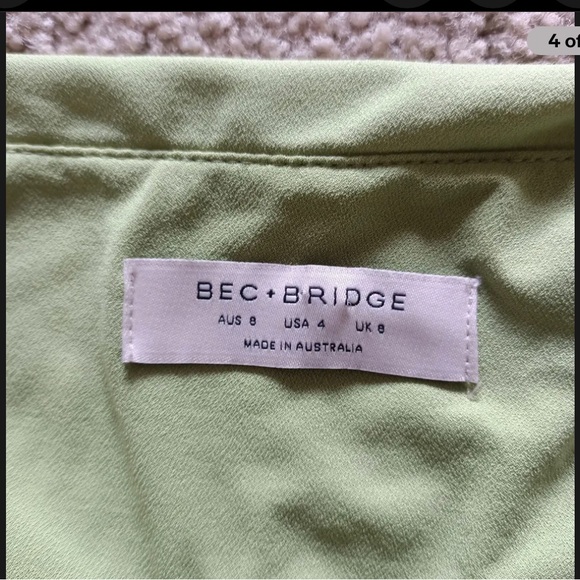 4 of
BEC+BRIDGE
AUS 8 USA 4 UK 8
MADE IN AUSTRALIA